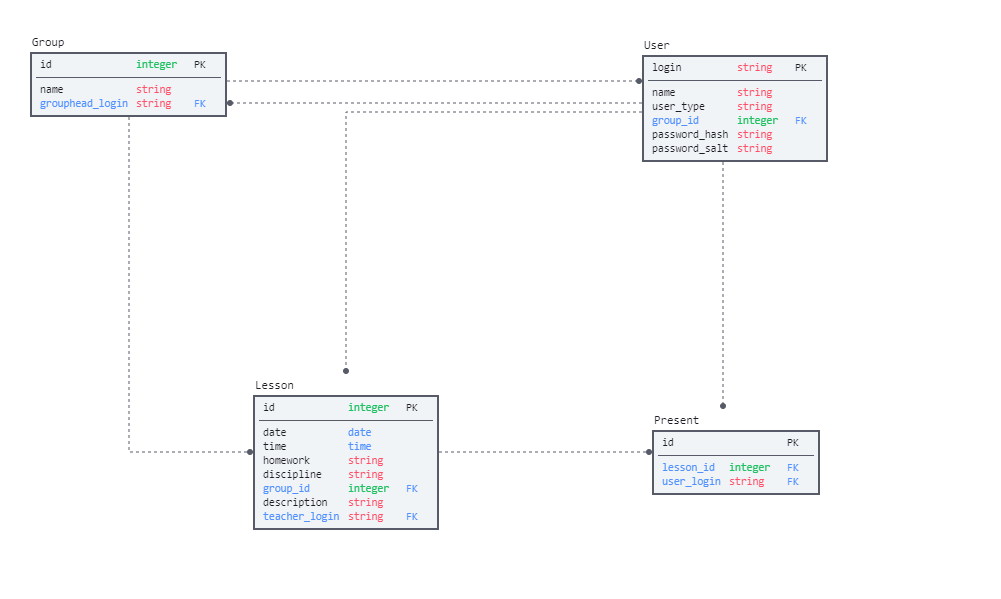 Group
id integer PK
name string
grouphead_login string FK
User
login string PK
name string
user_type string
group_id integer FK
password_hash string
password_salt string
Lesson
id integer PK
date date
time time
homework string
discipline string
group_id integer FK
description string
teacher_login string FK
Present
id PK
lesson_id integer FK
user_login string FK